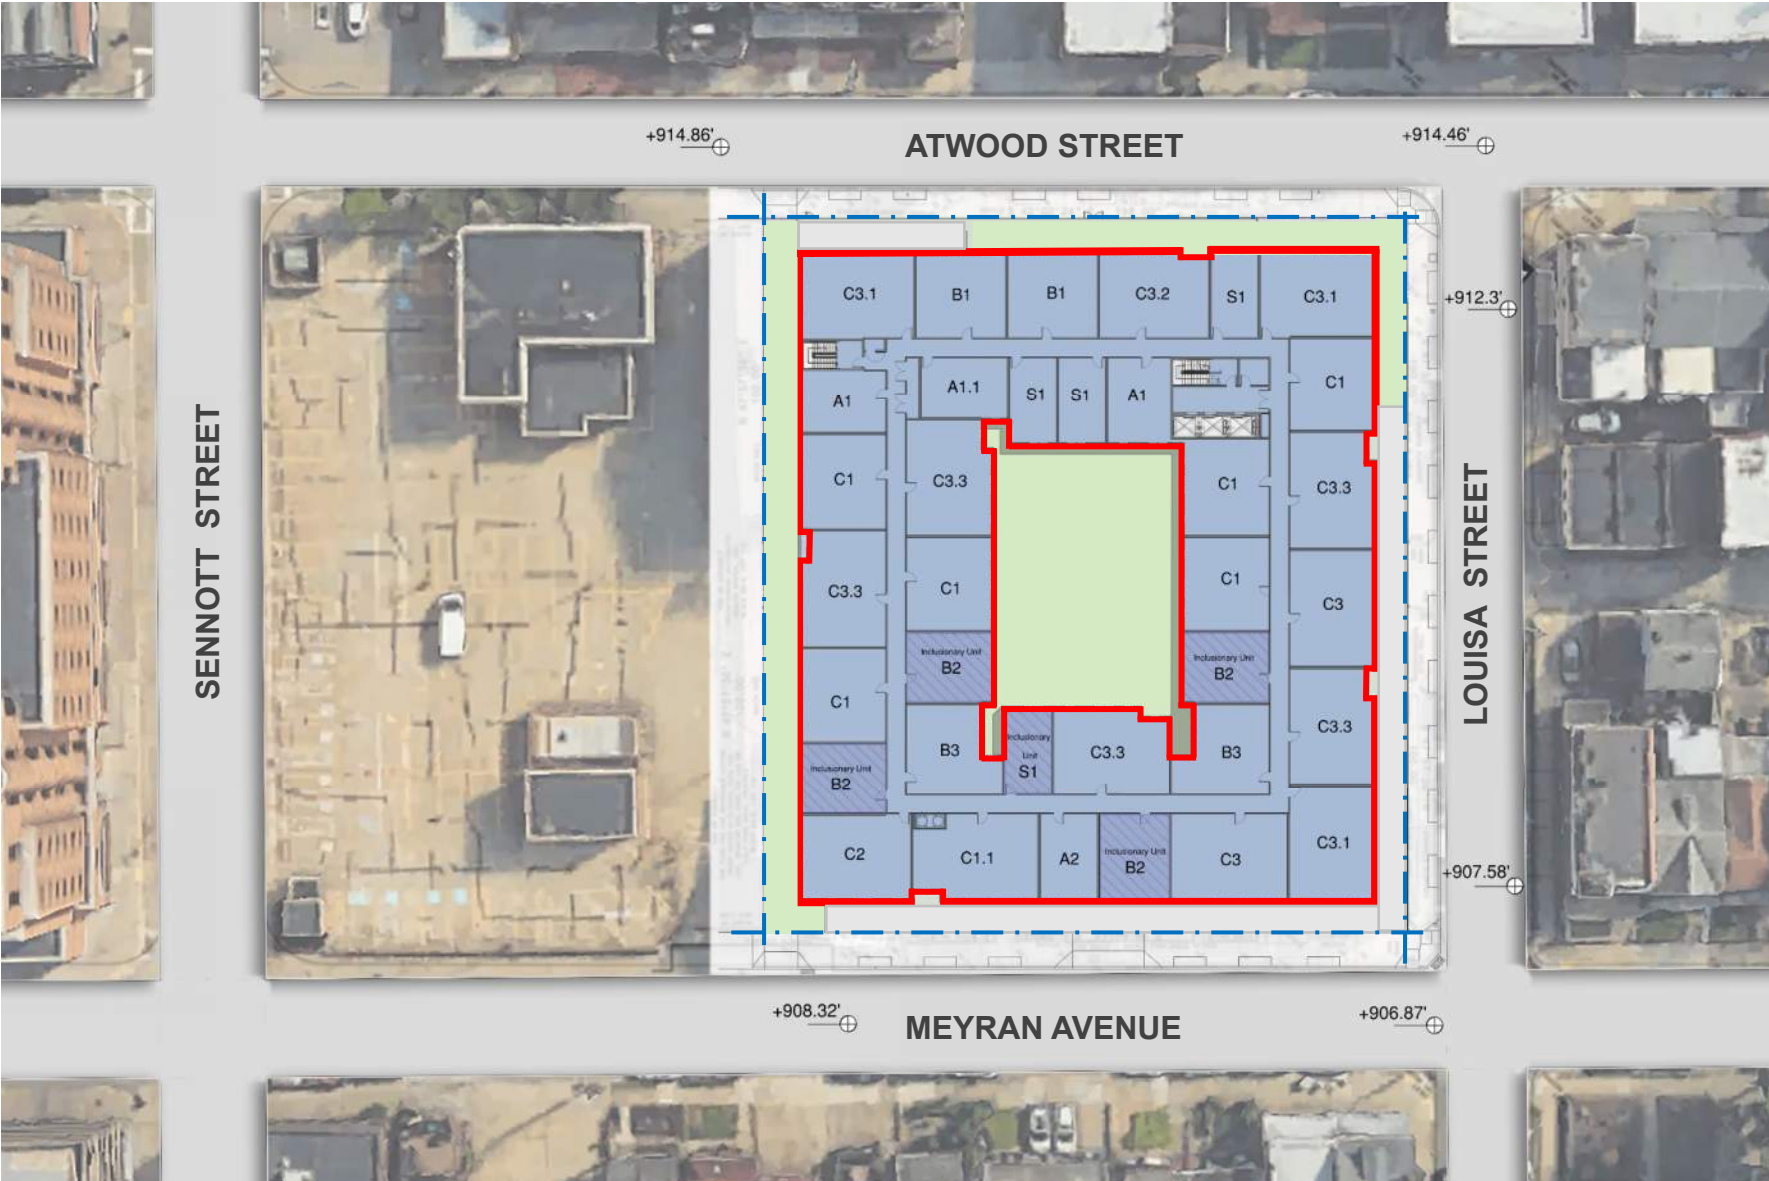 +914.86'
ATWOOD STREET
+914.46'
+912.3'
C3.1
B1
B1
C3.2
S1
C3.1
A1
A1.1
S1
S1
A1
C1
C1
C3.3
C1
C3.3
C3.3
C1
C1
C3
Inclusionary Unit
B2
Inclusionary Unit
B2
C1
B3
Inclusionary
Unit
S1
C3.3
B3
C3.3
Inclusionary Unit
B2
C2
C1.1
A2
Inclusionary Unit
B2
C3
C3.1
SENNOTT STREET
LOUISA STREET
+907.58'
+908.32'
MEYRAN AVENUE
+906.87'